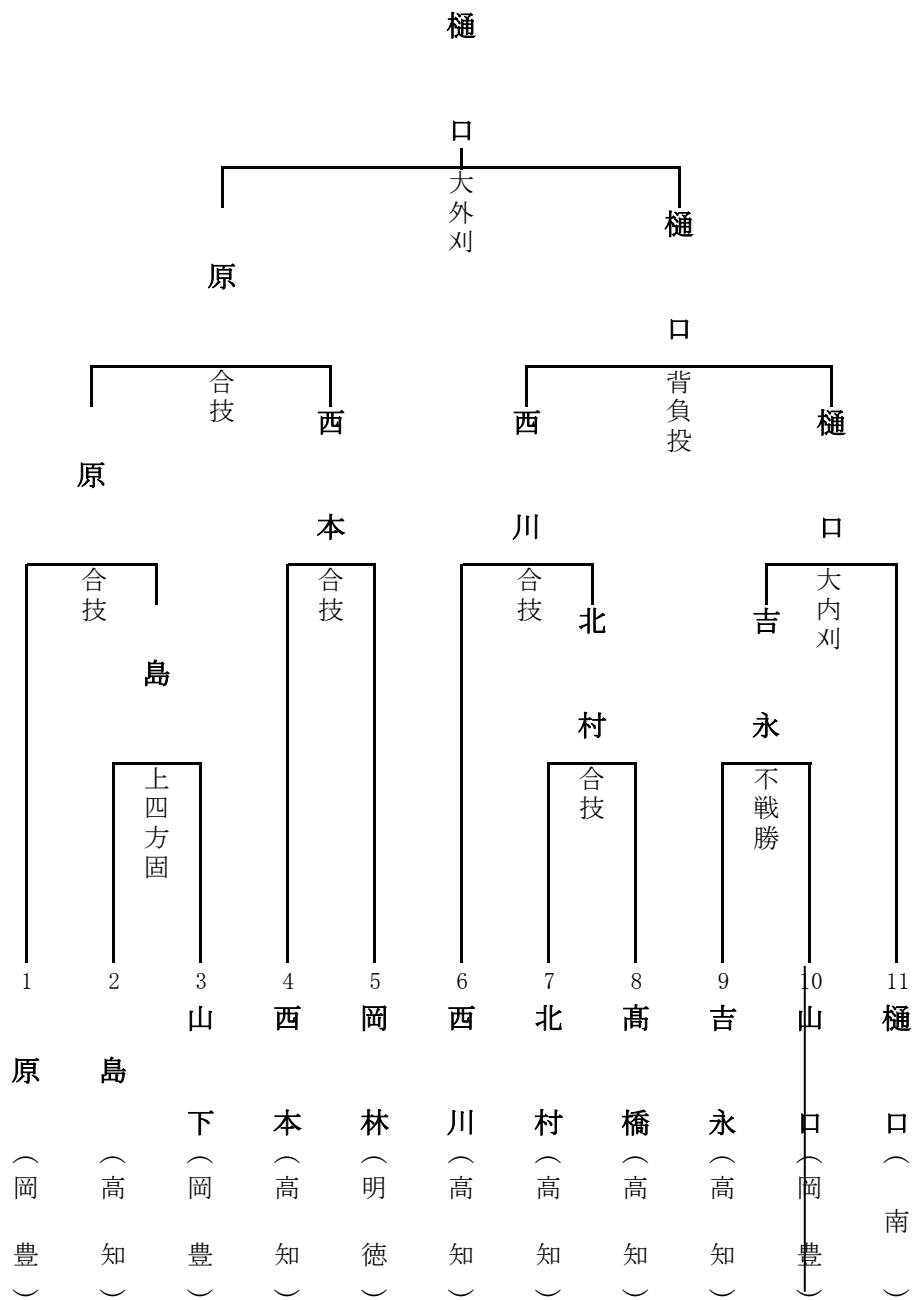 樋口
大外刈
原
樋口
合技
背負投
原
西本
西川
樋口
合技
合技
合技
大内刈
島
北村
吉永
上四方固
合技
不戦勝
1 2 3 4 5 6 7 8 9 10 11
原（岡豊）
島（高知）
山下（岡豊）
西本（高知）
岡林（明徳）
西川（高知）
北村（高知）
髙橋（高知）
吉永（高知）
山口（岡豊）
樋口（南）